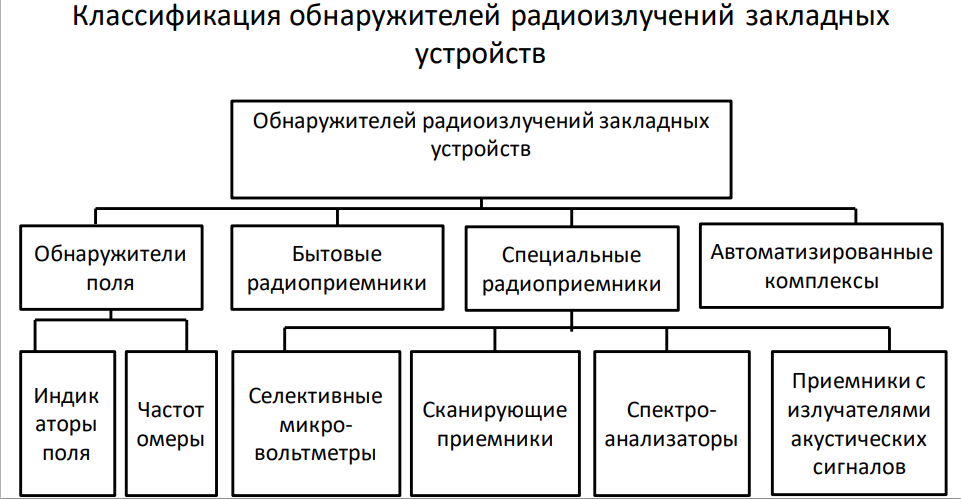 Классификация обнаружителей радиоизлучений закладных
устройств
Обнаружителей радиоизлучений закладных
устройств
Обнаружители
поля
Бытовые
радиоприемники
Специальные
радиоприемники
Автоматизированные
комплексы
Индик
аторы
поля
Частот
омеры
Селективные
микро-
вольтметры
Сканирующие
приемники
Спектро-
анализаторы
Приемники с
излучателями
акустических
сигналов